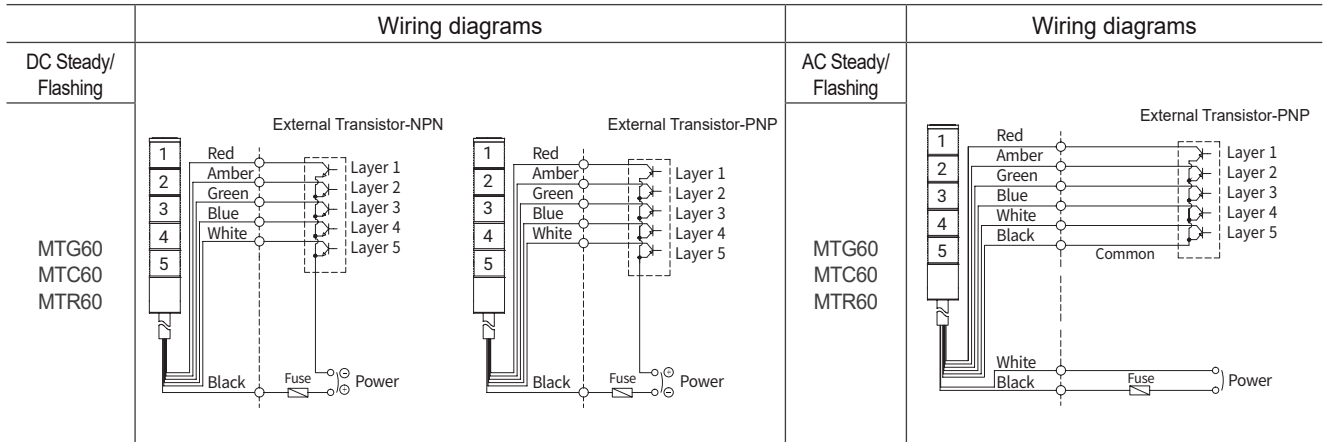 Wiring diagrams
Wiring diagrams
DC Steady/
Flashing
AC Steady/
Flashing
MTG60
MTC60
MTR60
External Transistor-NPN
1
2
3
4
5
Red
Amber
Green
Blue
White
Layer 1
Layer 2
Layer 3
Layer 4
Layer 5
Black
Fuse
⊖
⊕
Power
External Transistor-PNP
1
2
3
4
5
Red
Amber
Green
Blue
White
Layer 1
Layer 2
Layer 3
Layer 4
Layer 5
Black
Fuse
⊕
⊖
Power
MTG60
MTC60
MTR60
External Transistor-PNP
1
2
3
4
5
Red
Amber
Green
Blue
White
Black
Common
Layer 1
Layer 2
Layer 3
Layer 4
Layer 5
White
Black
Fuse
Power